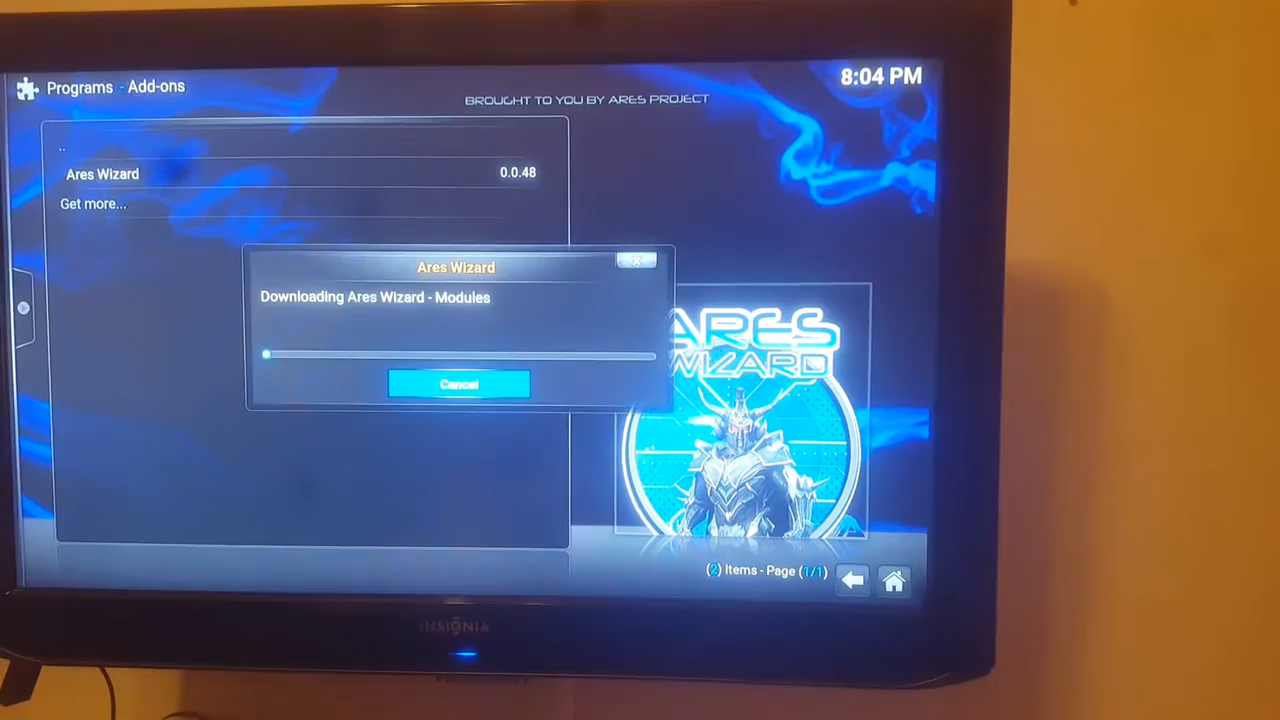 Programs - Add-ons
8:04 PM
BROUGHT TO YOU BY ARES PROJECT
..
Ares Wizard 0.0.48
Get more...
Ares Wizard
X
Downloading Ares Wizard - Modules
Cancel
ARES
WIZARD
(2) Items - Page (1/1)
INSIGNIA